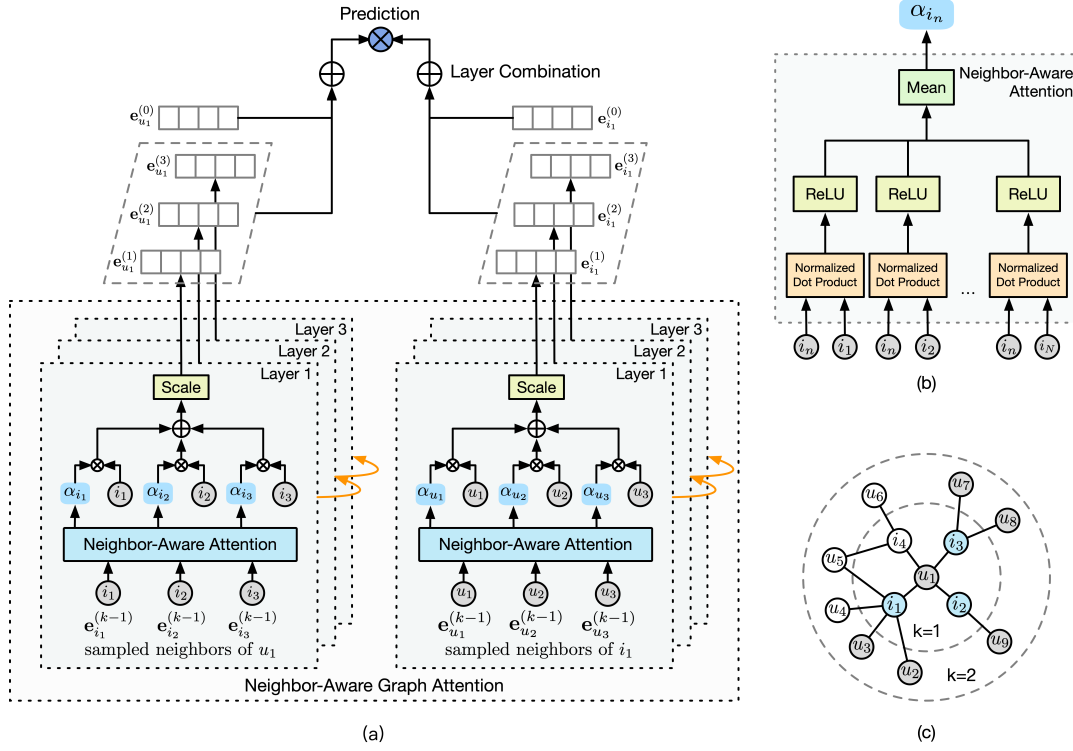 Prediction
Layer Combination
e_{u_1}^{(0)}
e_{i_1}^{(0)}
e_{u_1}^{(3)}
e_{i_1}^{(3)}
e_{u_1}^{(2)}
e_{i_1}^{(2)}
e_{u_1}^{(1)}
e_{i_1}^{(1)}
Layer 3
Layer 2
Layer 1
Scale
α_{i_1} i_1 α_{i_2} i_2 α_{i_3} i_3
Neighbor-Aware Attention
i_1 i_2 i_3
e_{i_1}^{(k−1)} e_{i_2}^{(k−1)} e_{i_3}^{(k−1)}
sampled neighbors of u_1
Layer 3
Layer 2
Layer 1
Scale
α_{u_1} u_1 α_{u_2} u_2 α_{u_3} u_3
Neighbor-Aware Attention
u_1 u_2 u_3
e_{u_1}^{(k−1)} e_{u_2}^{(k−1)} e_{u_3}^{(k−1)}
sampled neighbors of i_1
Neighbor-Aware Graph Attention
(a)
α_{i_n}
Neighbor-Aware
Attention
Mean
ReLU ReLU ReLU
Normalized Normalized Normalized
Dot Product Dot Product ... Dot Product
i_n i_1 i_n i_2 i_n i_N
(b)
u_7
u_6
u_8
i_4 i_3
u_5
u_1
i_1 i_2
u_4
k=1
u_3 u_9
u_2
k=2
(c)